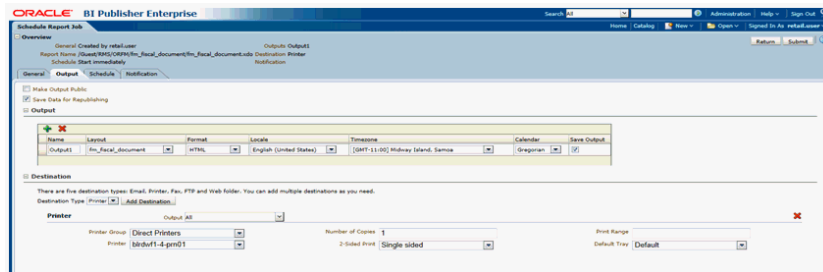 ORACLE BI Publisher Enterprise
Search All
Administration Help Sign Out
Schedule Report Job
Home Catalog New Open Signed In As retail.user
Overview
Return Submit
General Created by retail.user
Outputs Output1
Report Name /Guest/RMS/ORFM/fm_fiscal_document/fm_fiscal_document.xdo Destination Printer
Schedule Start immediately
Notification
General Output Schedule Notification
Make Output Public
Save Data for Republishing
Output
Name Layout Format Locale Timezone Calendar Save Output
Output1 fm_fiscal_document HTML English (United States) [GMT-11:00] Midway Island, Samoa Gregorian
Destination
There are five destination types: Email, Printer, Fax, FTP and Web folder. You can add multiple destinations as you need.
Destination Type Printer Add Destination
Printer Output All
Printer Group Direct Printers Number of Copies 1 Print Range
Printer blrdwf1-4-prn01 2-Sided Print Single sided Default Tray Default